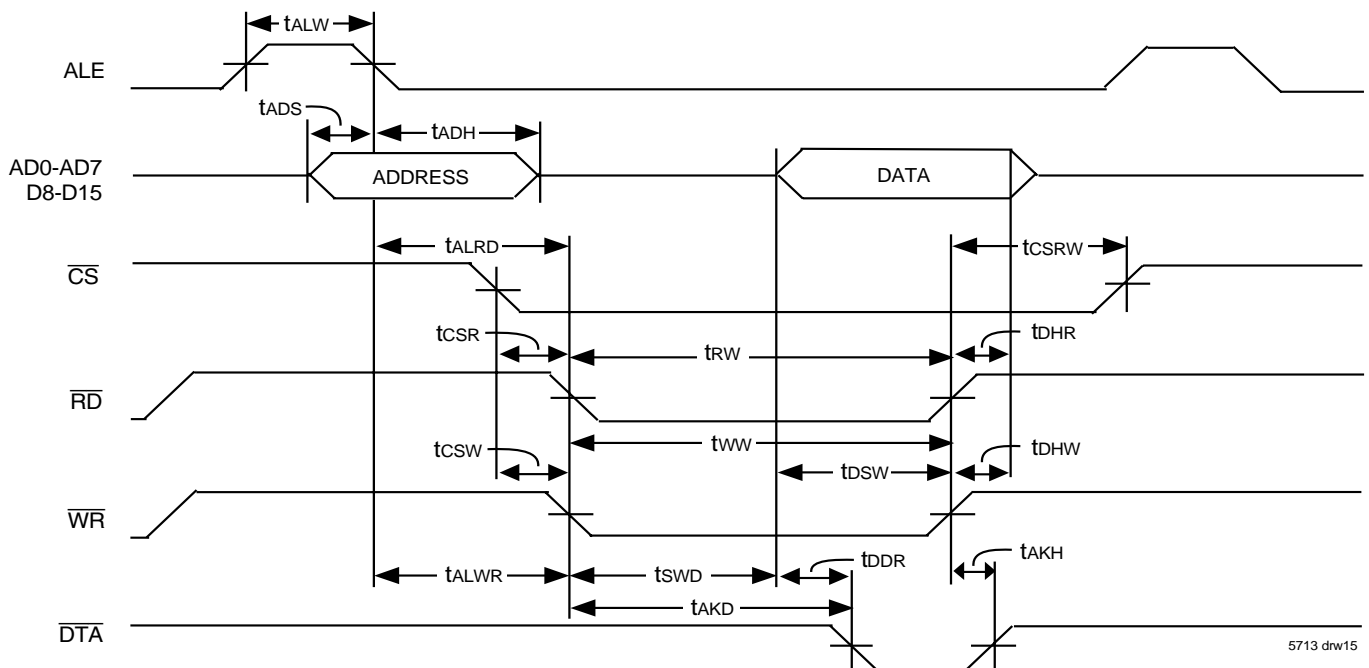 tALW
ALE
tADS
tADH
AD0-AD7
D8-D15
ADDRESS
DATA
tALRD
tCSRW
CS
tCSR
tRW
tDHR
RD
tCSW
tWW
tDHW
tDSW
WR
tALWR
tSWD
tDDR
tAKH
tAKD
DTA
5713 drw15